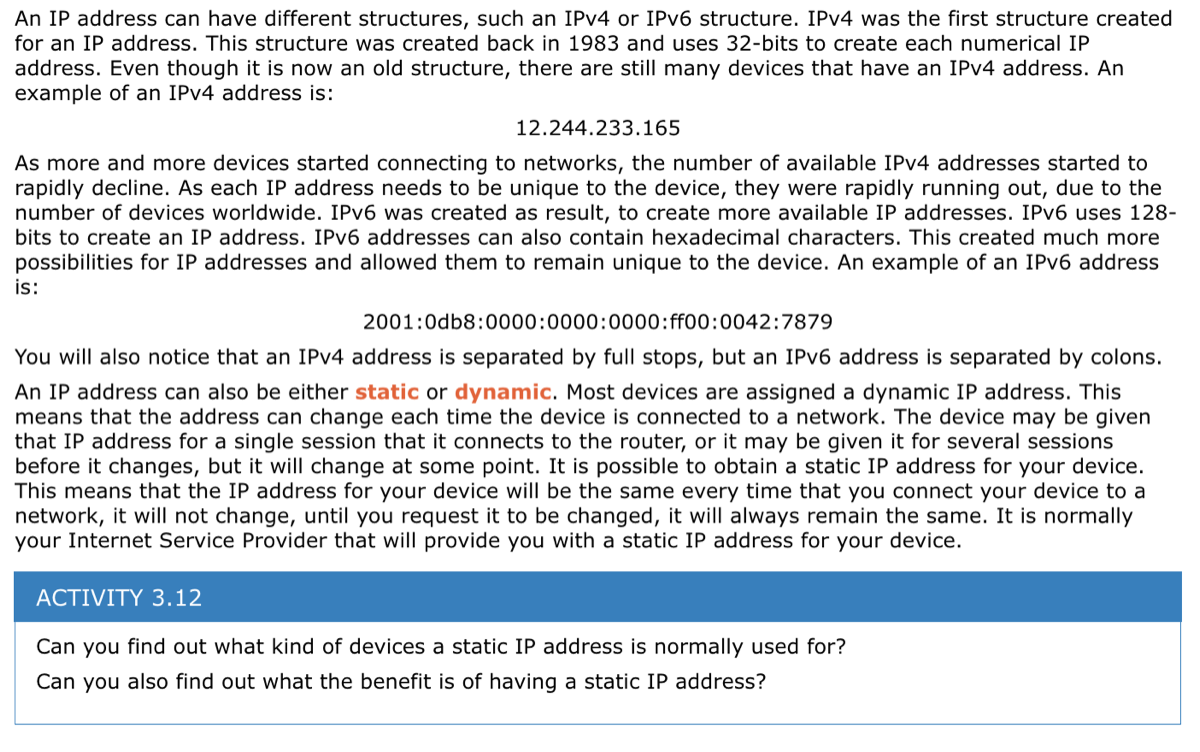 An IP address can have different structures, such an IPv4 or IPv6 structure. IPv4 was the first structure created
for an IP address. This structure was created back in 1983 and uses 32-bits to create each numerical IP
address. Even though it is now an old structure, there are still many devices that have an IPv4 address. An
example of an IPv4 address is:
12.244.233.165
As more and more devices started connecting to networks, the number of available IPv4 addresses started to
rapidly decline. As each IP address needs to be unique to the device, they were rapidly running out, due to the
number of devices worldwide. IPv6 was created as result, to create more available IP addresses. IPv6 uses 128-
bits to create an IP address. IPv6 addresses can also contain hexadecimal characters. This created much more
possibilities for IP addresses and allowed them to remain unique to the device. An example of an IPv6 address
is:
2001:0db8:0000:0000:0000:ff00:0042:7879
You will also notice that an IPv4 address is separated by full stops, but an IPv6 address is separated by colons.
An IP address can also be either static or dynamic. Most devices are assigned a dynamic IP address. This
means that the address can change each time the device is connected to a network. The device may be given
that IP address for a single session that it connects to the router, or it may be given it for several sessions
before it changes, but it will change at some point. It is possible to obtain a static IP address for your device.
This means that the IP address for your device will be the same every time that you connect your device to a
network, it will not change, until you request it to be changed, it will always remain the same. It is normally
your Internet Service Provider that will provide you with a static IP address for your device.
ACTIVITY 3.12
Can you find out what kind of devices a static IP address is normally used for?
Can you also find out what the benefit is of having a static IP address?